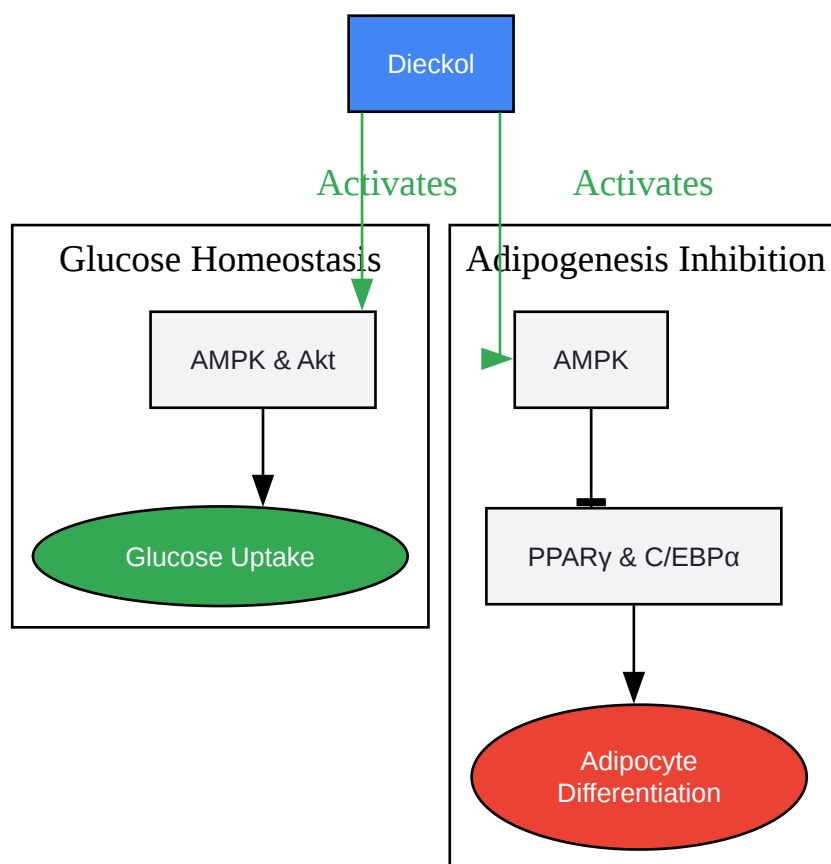 Dieckol
Activates
Activates
Glucose Homeostasis
Adipogenesis Inhibition
AMPK & Akt
AMPK
Glucose Uptake
PPARγ & C/EBPα
Adipocyte
Differentiation